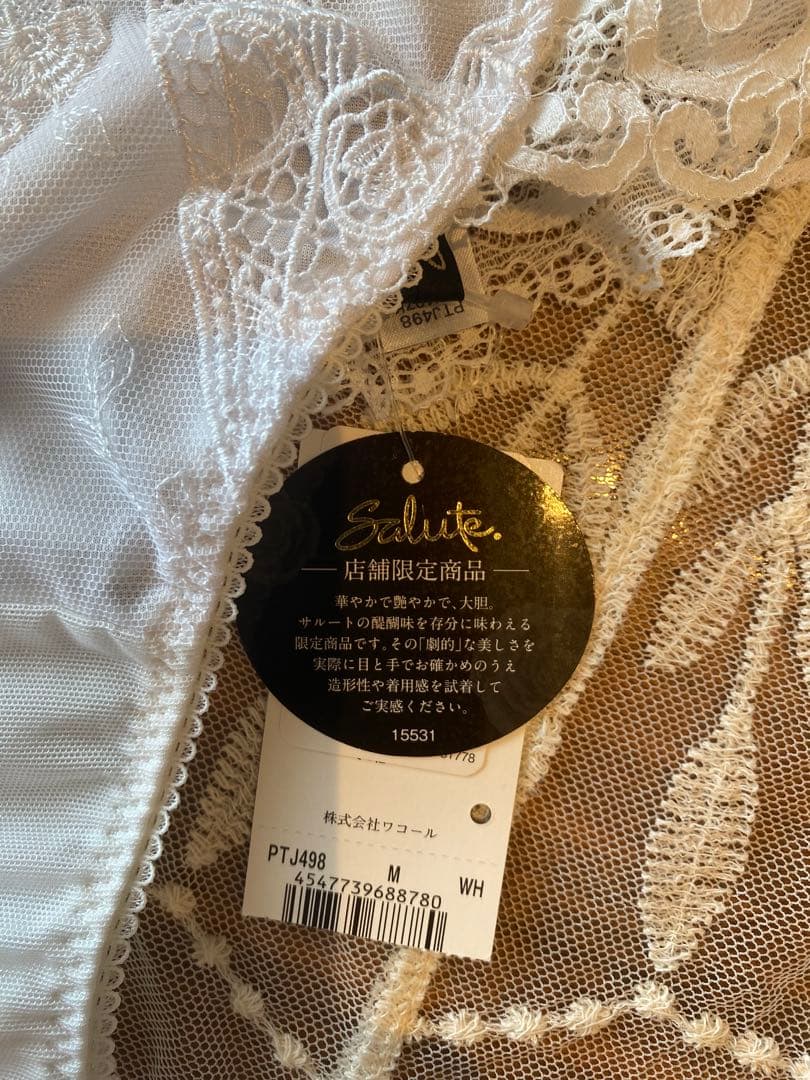 PTJ498
Salute.
店舗限定商品
華やかで艶やかで、大胆。
サルートの醍醐味を存分に味わえる
限定商品です。その「劇的」な美しさを
実際に目と手でお確かめのうえ
造形性や着用感を試着して
ご実感ください。
15531
株式会社ワコール
PTJ498 M WH
4547739688780